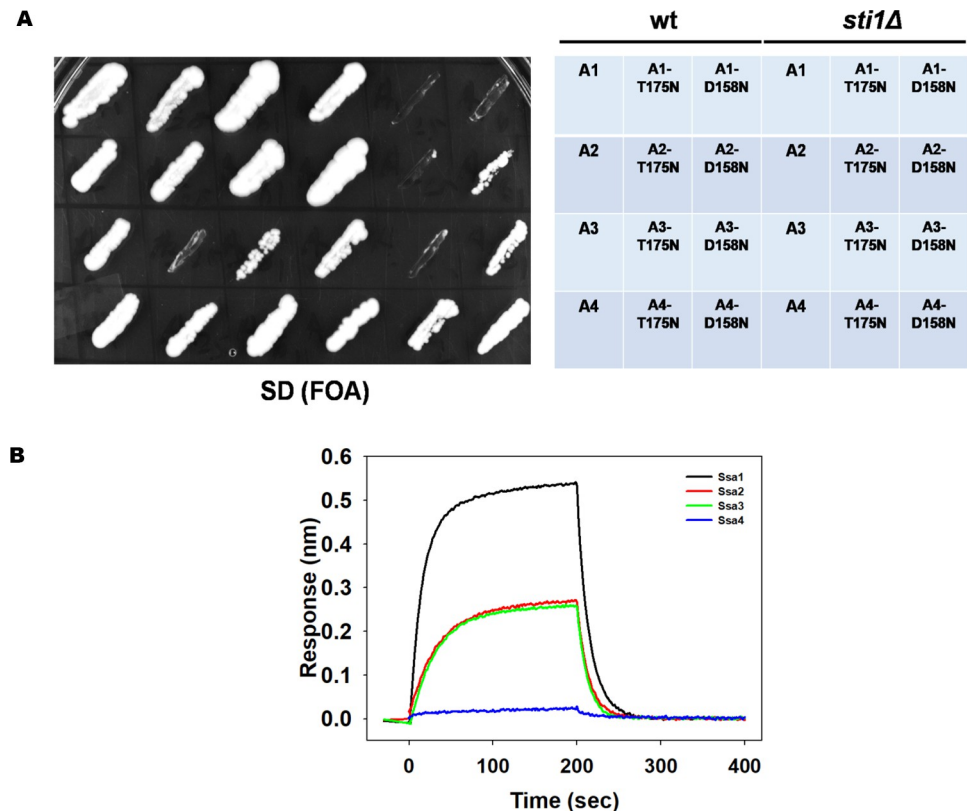 A
wt sti1Δ
A1 A1- A1- A1 A1- A1-
T175N D158N T175N D158N
A2 A2- A2- A2 A2- A2-
T175N D158N T175N D158N
A3 A3- A3- A3 A3- A3-
T175N D158N T175N D158N
A4 A4- A4- A4 A4- A4-
T175N D158N T175N D158N
SD (FOA)
B
Response (nm)
0.6
0.5
0.4
0.3
0.2
0.1
0.0
Ssa1
Ssa2
Ssa3
Ssa4
0 100 200 300 400
Time (sec)